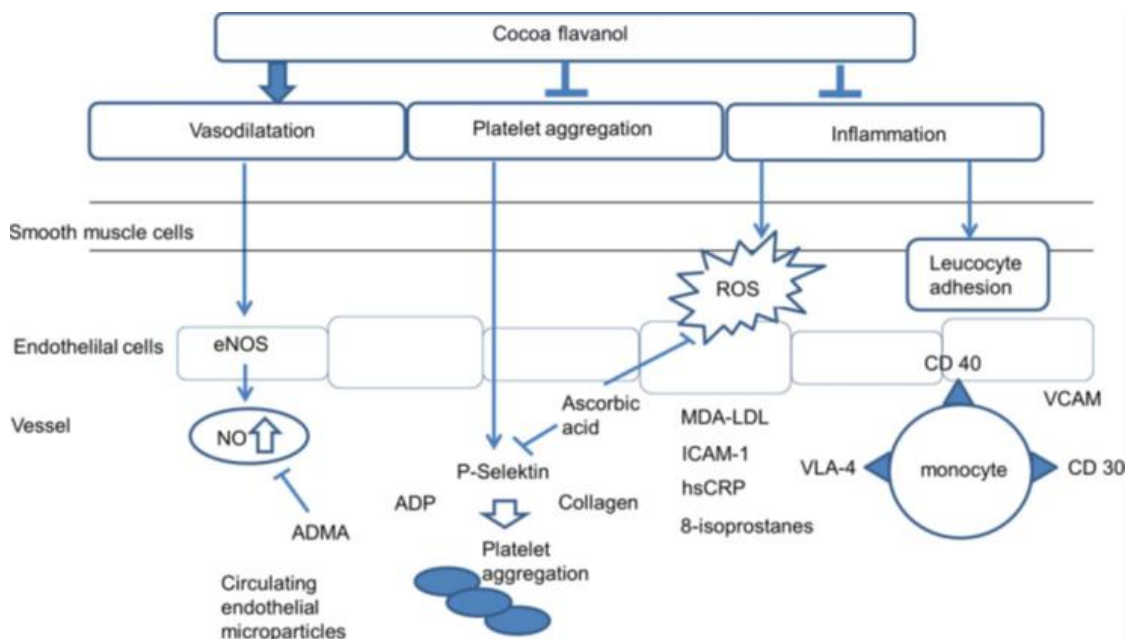 Cocoa flavanol
Vasodilatation
Platelet aggregation
Inflammation
Smooth muscle cells
ROS
Leucocyte
adhesion
Endothelilal cells
eNOS
CD 40
Vessel
NO
Ascorbic
acid
MDA-LDL
VCAM
ICAM-1
P-Selektin
VLA-4
monocyte
CD 30
hsCRP
ADP
Collagen
8-isoprostanes
ADMA
Platelet
aggregation
Circulating
endothelial
microparticles